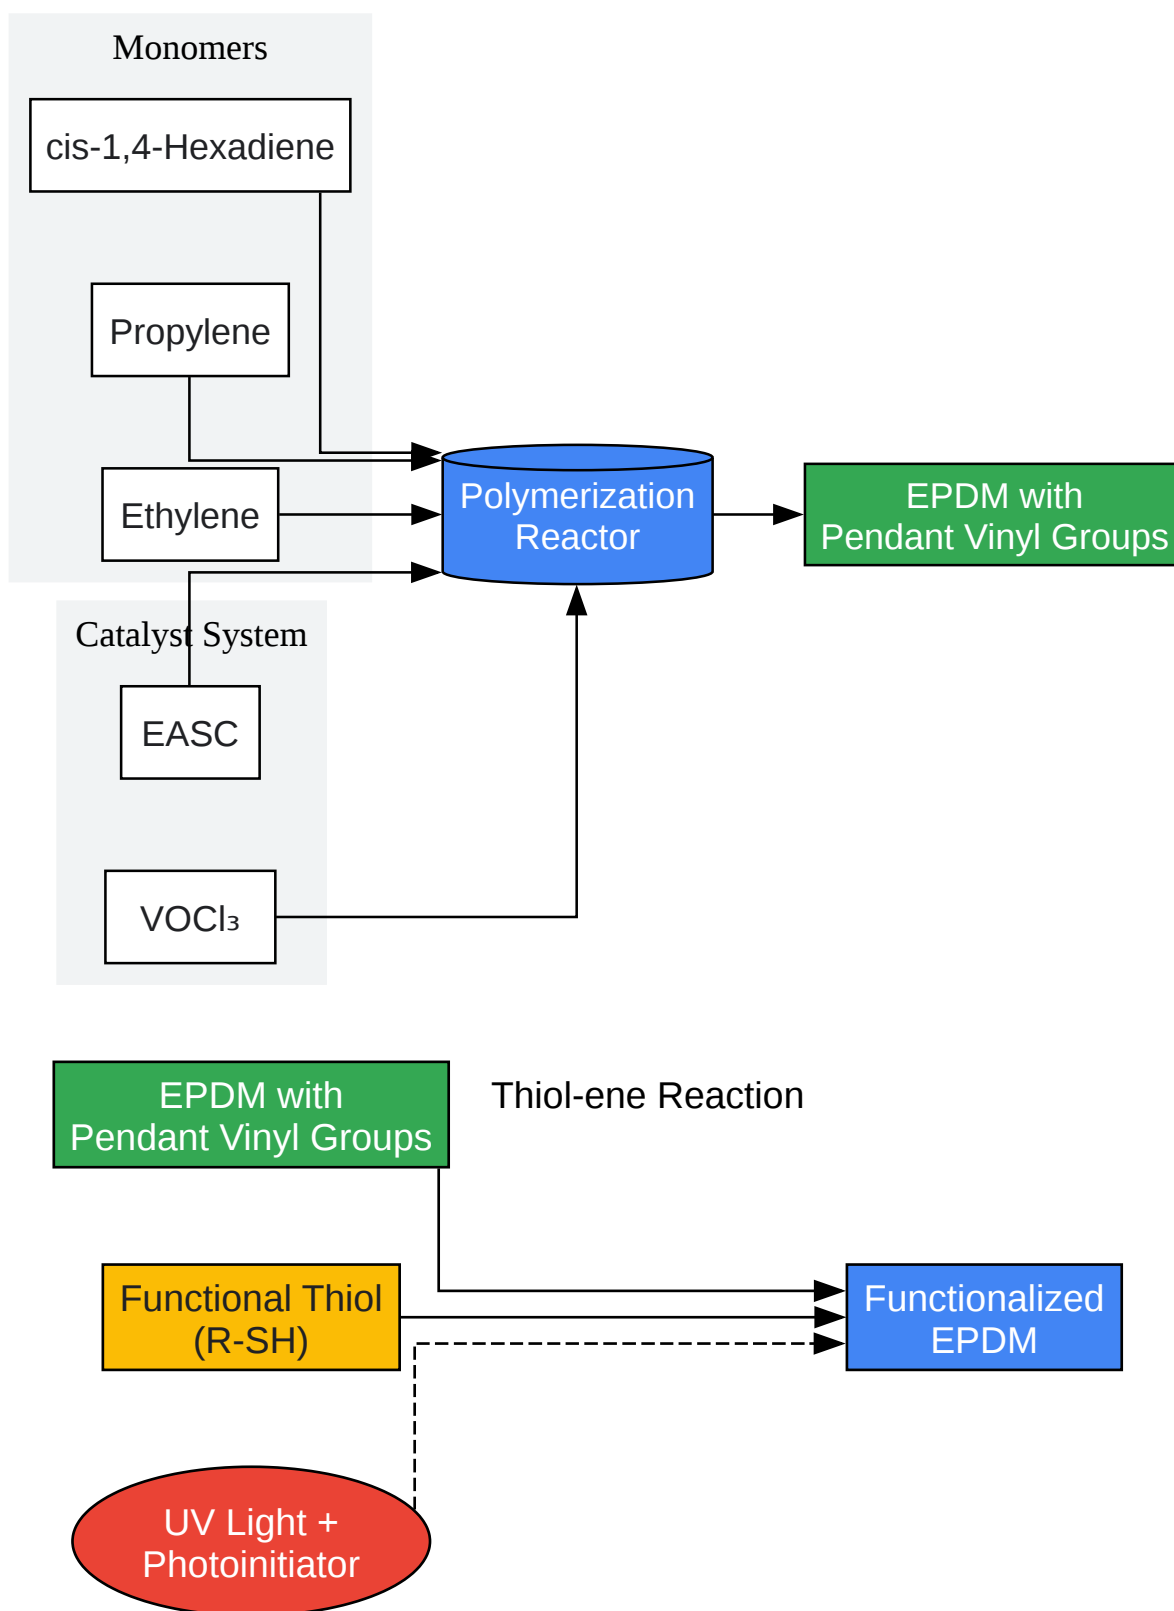 Monomers
cis-1,4-Hexadiene
Propylene
Ethylene
Polymerization
Reactor
EPDM with
Pendant Vinyl Groups
Catalyst System
EASC
VOCl₃
EPDM with
Pendant Vinyl Groups
Thiol-ene Reaction
Functional Thiol
(R-SH)
Functionalized
EPDM
UV Light +
Photoinitiator